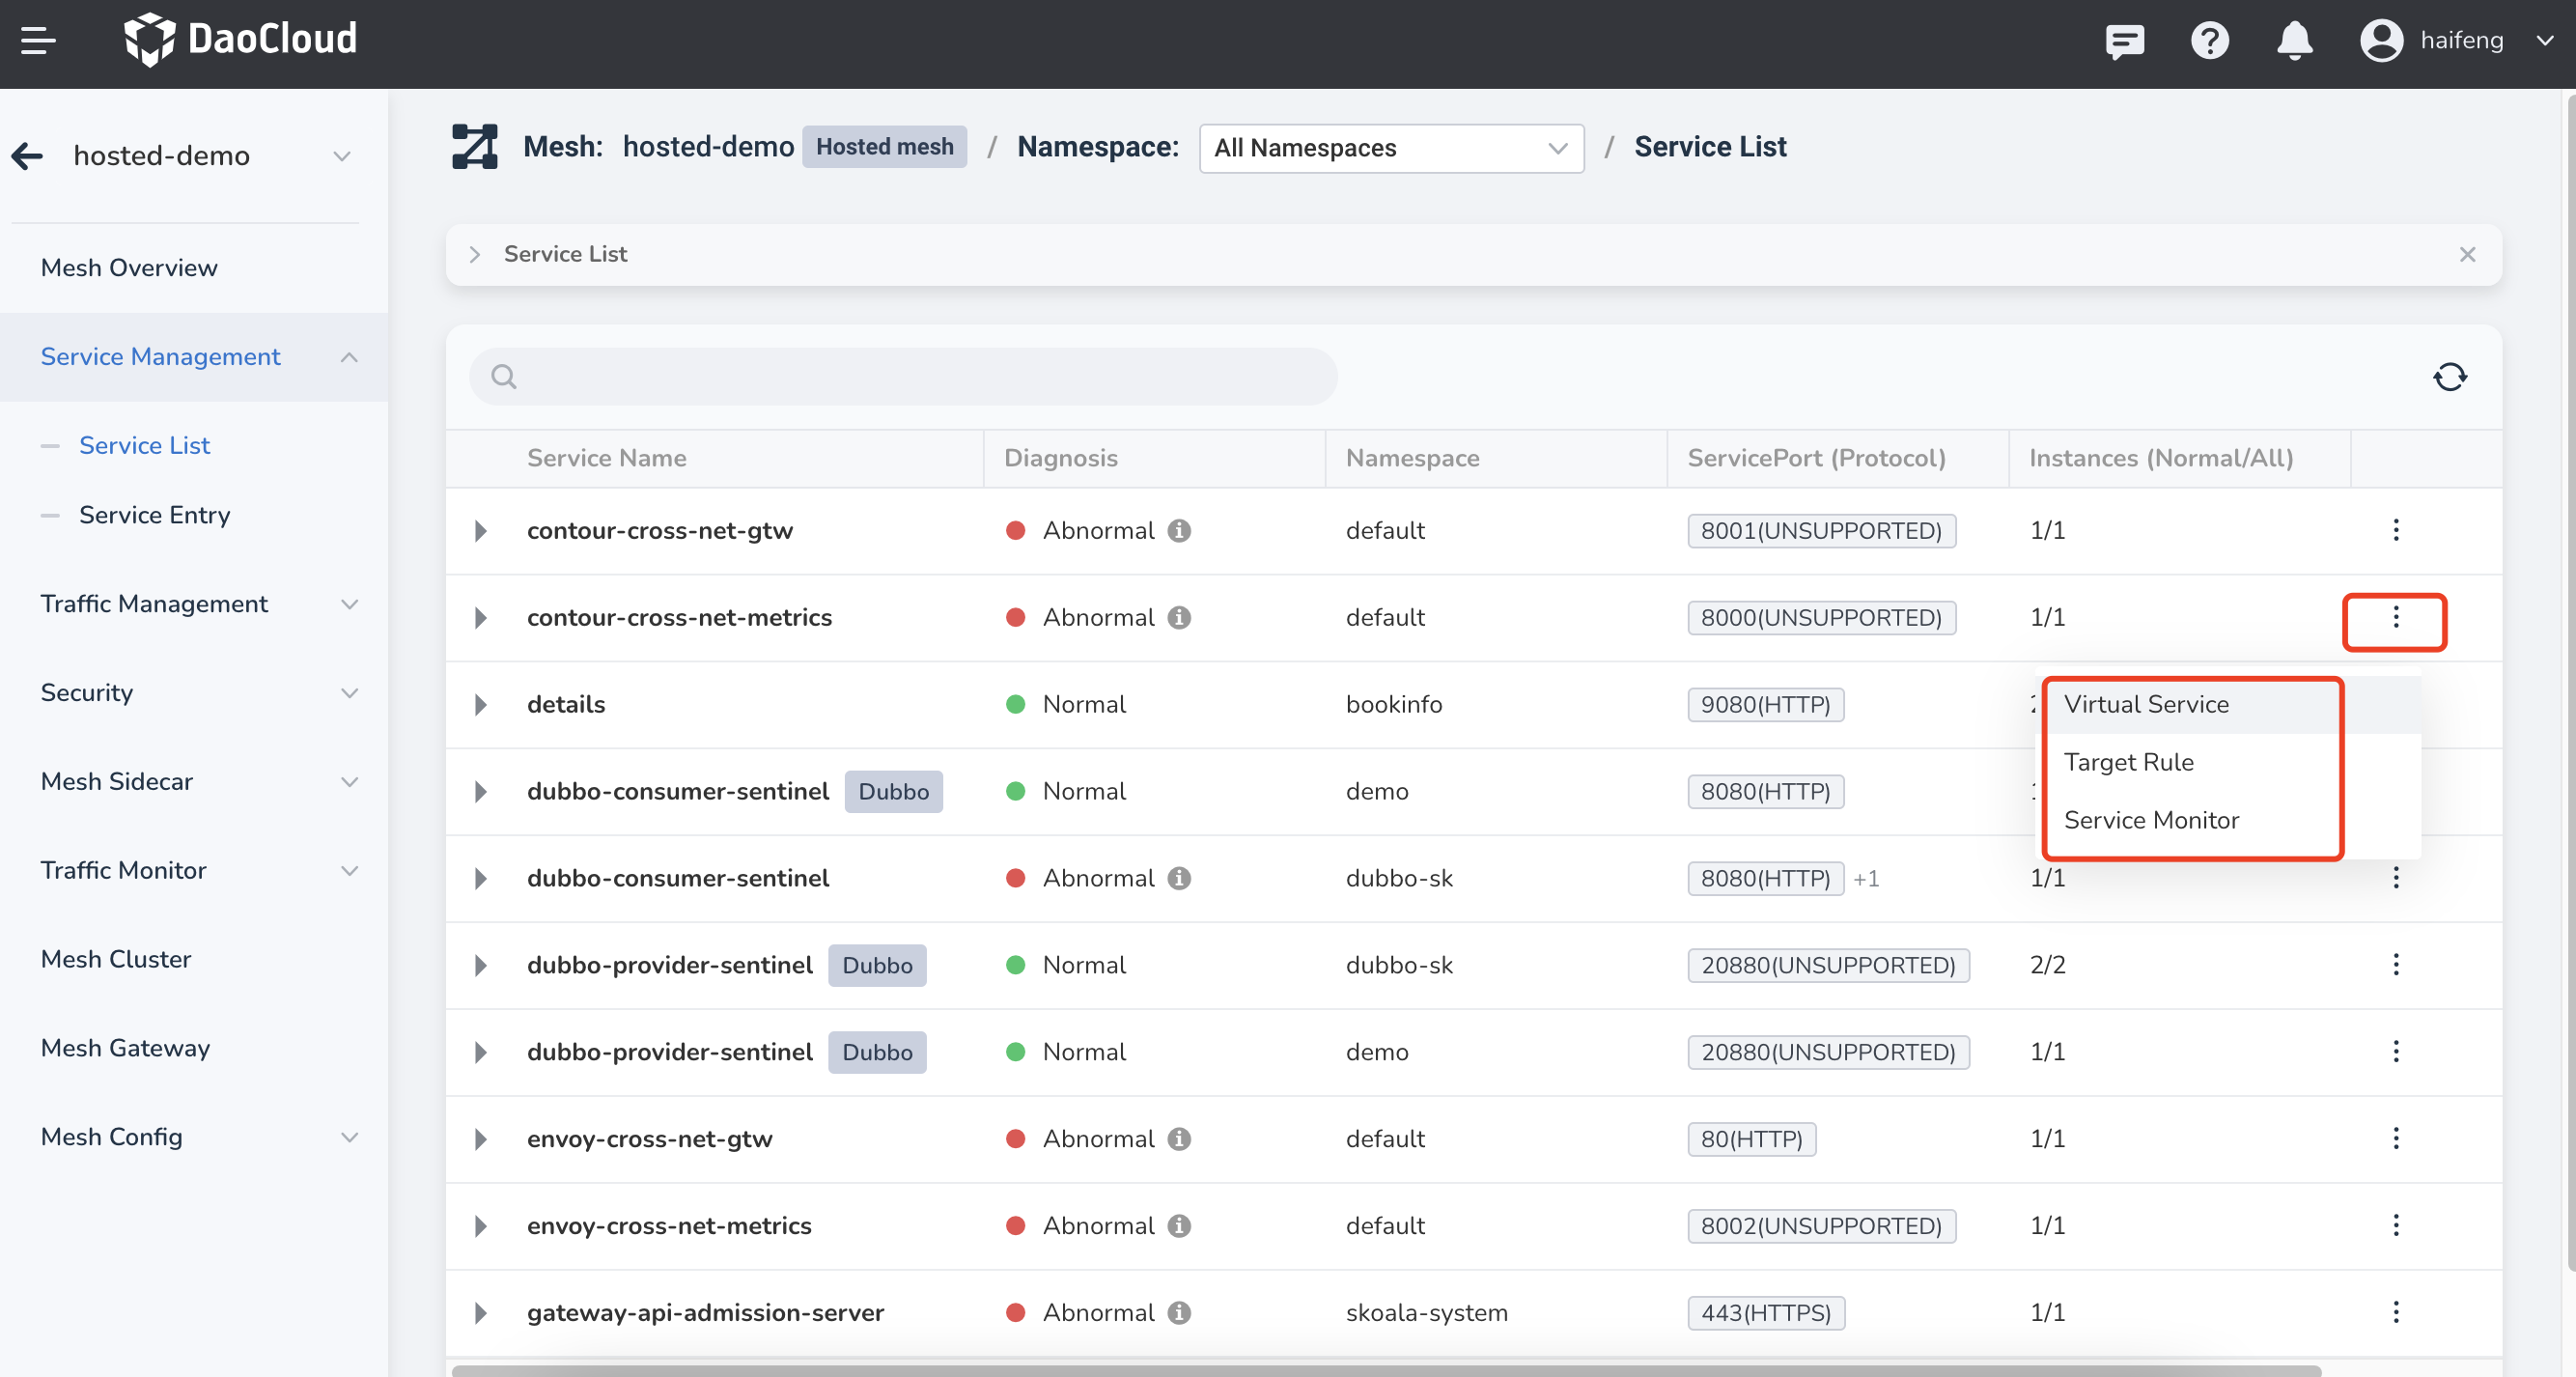 DaoCloud
haifeng
hosted-demo
Mesh: hosted-demo Hosted mesh / Namespace: All Namespaces / Service List
Mesh Overview
Service Management
Service List
Service Entry
Traffic Management
Security
Mesh Sidecar
Traffic Monitor
Mesh Cluster
Mesh Gateway
Mesh Config
Service List
Service Name Diagnosis Namespace ServicePort (Protocol) Instances (Normal/All)
contour-cross-net-gtw Abnormal default 8001(UNSUPPORTED) 1/1
contour-cross-net-metrics Abnormal default 8000(UNSUPPORTED) 1/1
details Normal bookinfo 9080(HTTP)
dubbo-consumer-sentinel Dubbo Normal demo 8080(HTTP)
Virtual Service
Target Rule
Service Monitor
dubbo-consumer-sentinel Abnormal dubbo-sk 8080(HTTP) +1 1/1
dubbo-provider-sentinel Dubbo Normal dubbo-sk 20880(UNSUPPORTED) 2/2
dubbo-provider-sentinel Dubbo Normal demo 20880(UNSUPPORTED) 1/1
envoy-cross-net-gtw Abnormal default 80(HTTP) 1/1
envoy-cross-net-metrics Abnormal default 8002(UNSUPPORTED) 1/1
gateway-api-admission-server Abnormal skoala-system 443(HTTPS) 1/1